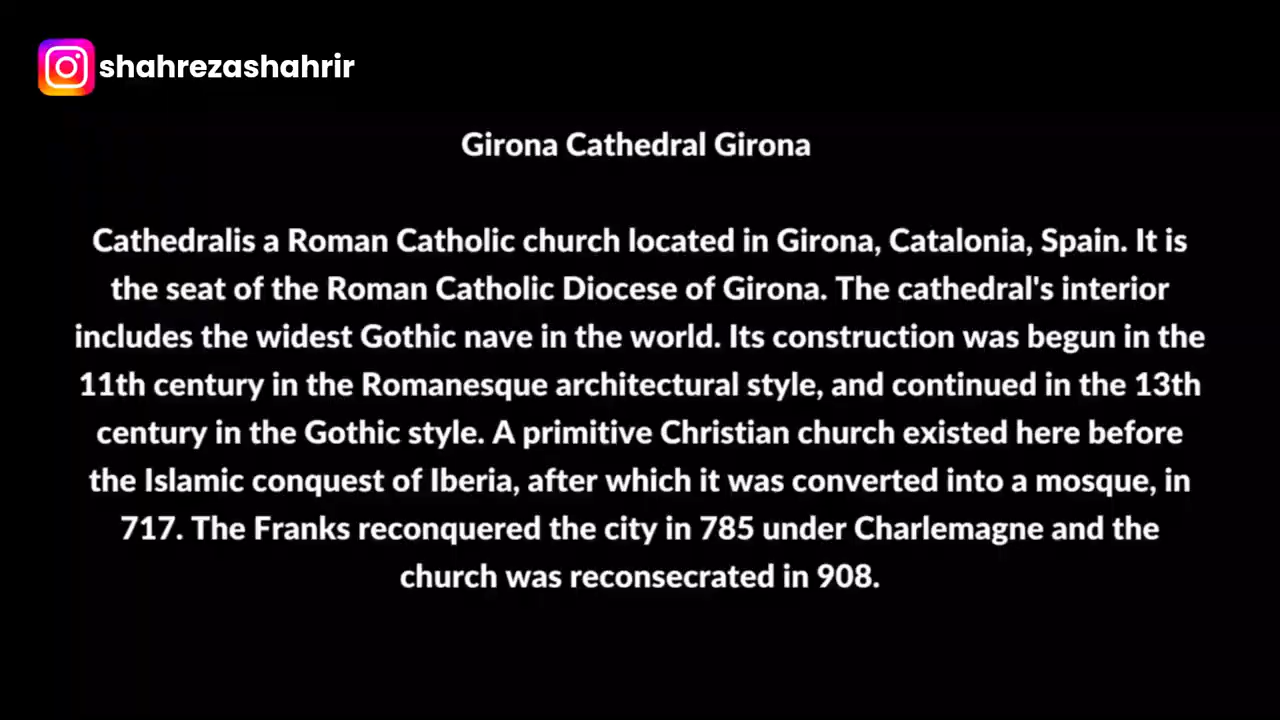 shahrezashahrir
Girona Cathedral Girona
Cathedralis a Roman Catholic church located in Girona, Catalonia, Spain. It is
the seat of the Roman Catholic Diocese of Girona. The cathedral's interior
includes the widest Gothic nave in the world. Its construction was begun in the
11th century in the Romanesque architectural style, and continued in the 13th
century in the Gothic style. A primitive Christian church existed here before
the Islamic conquest of Iberia, after which it was converted into a mosque, in
717. The Franks reconquered the city in 785 under Charlemagne and the
church was reconsecrated in 908.